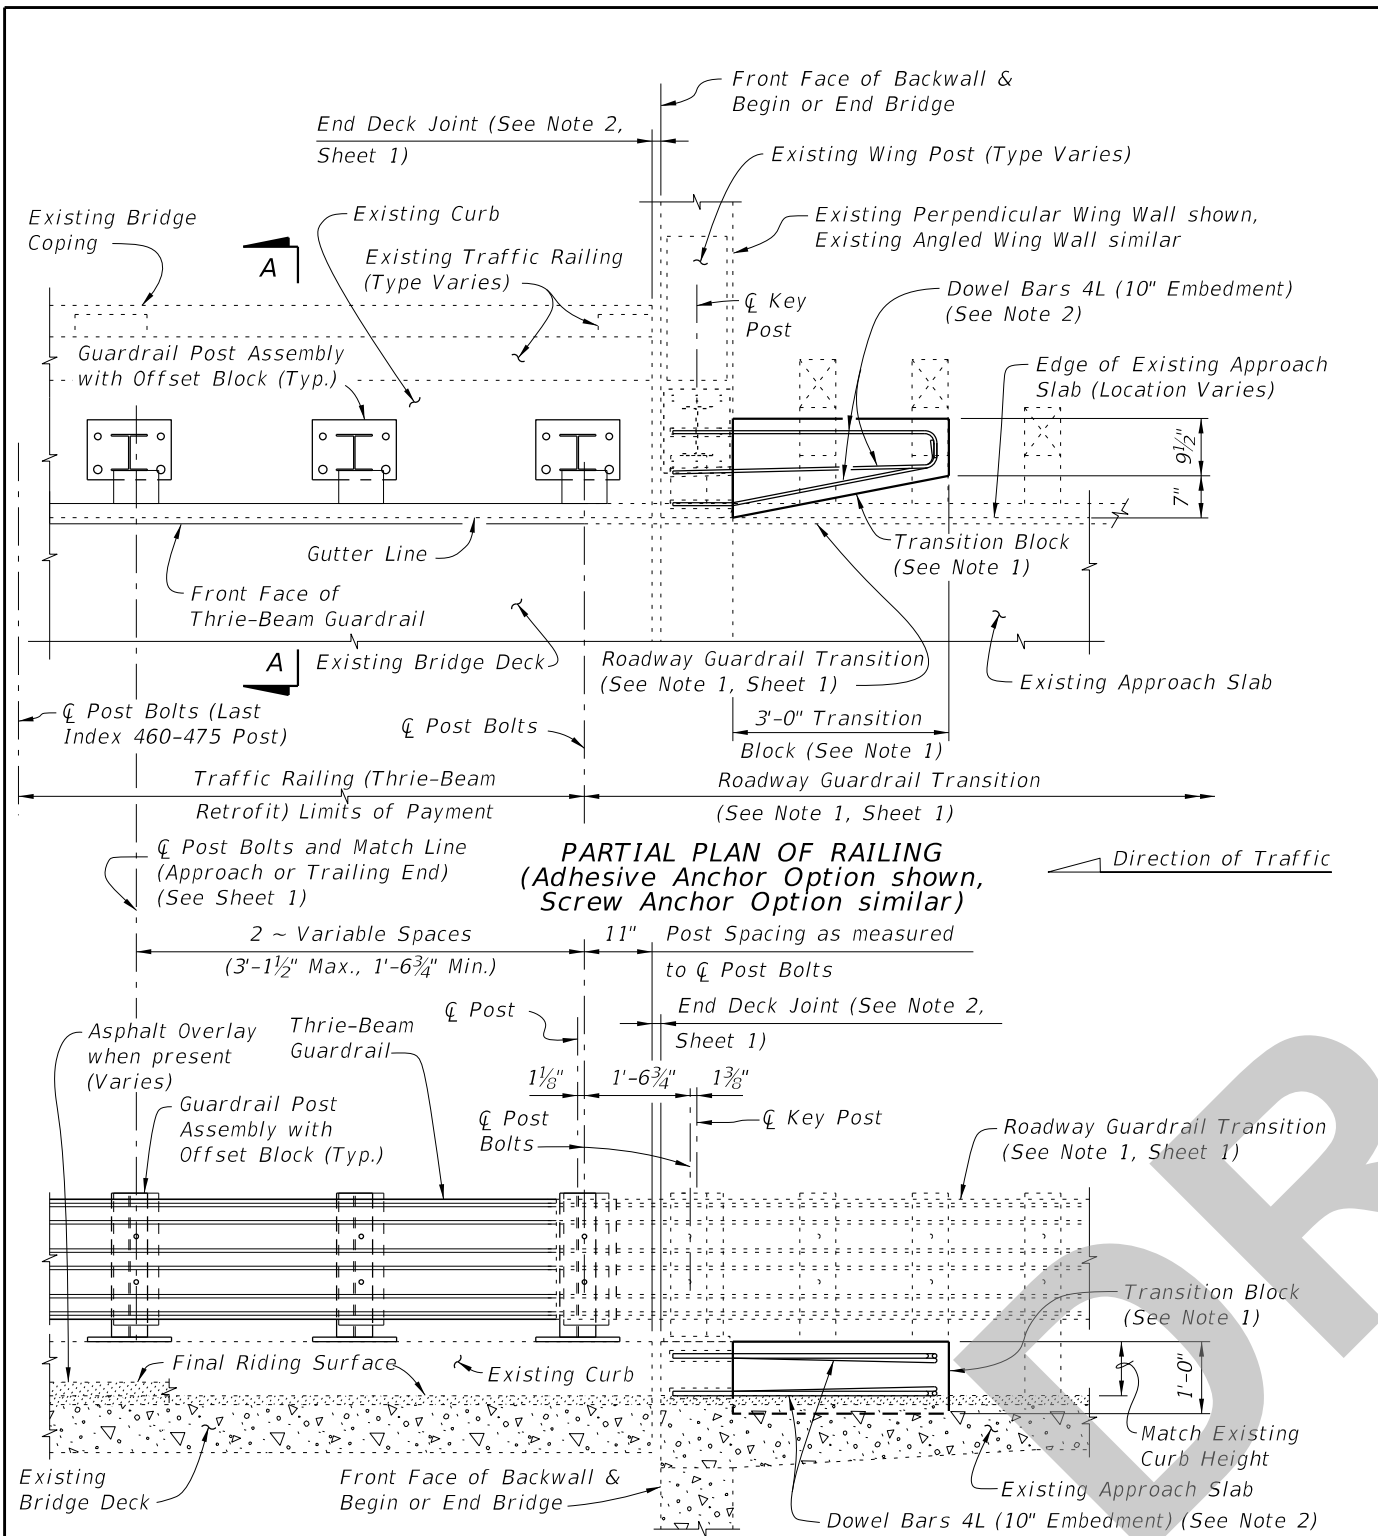 Front Face of Backwall &
Begin or End Bridge
End Deck Joint (See Note 2,
Sheet 1)
Existing Wing Post (Type Varies)
Existing Bridge
Coping
Existing Curb
Existing Perpendicular Wing Wall shown,
Existing Angled Wing Wall similar
A
Existing Traffic Railing
(Type Varies)
℄ Key
Post
Dowel Bars 4L (10" Embedment)
(See Note 2)
Guardrail Post Assembly
with Offset Block (Typ.)
Edge of Existing Approach
Slab (Location Varies)
9½"
7"
Gutter Line
Transition Block
(See Note 1)
Front Face of
Thrie-Beam Guardrail
A
Existing Bridge Deck
Roadway Guardrail Transition
(See Note 1, Sheet 1)
Existing Approach Slab
℄ Post Bolts (Last
Index 460-475 Post)
℄ Post Bolts
3'-0" Transition
Block (See Note 1)
Traffic Railing (Thrie-Beam
Retrofit) Limits of Payment
Roadway Guardrail Transition
(See Note 1, Sheet 1)
℄ Post Bolts and Match Line
(Approach or Trailing End)
(See Sheet 1)
PARTIAL PLAN OF RAILING
(Adhesive Anchor Option shown,
Screw Anchor Option similar)
Direction of Traffic
2 ~ Variable Spaces
(3'-1½" Max., 1'-6¾" Min.)
11"
Post Spacing as measured
to ℄ Post Bolts
℄ Post
End Deck Joint (See Note 2,
Sheet 1)
Asphalt Overlay
when present
(Varies)
Thrie-Beam
Guardrail
1⅛"
1'-6¾"
1⅜"
Guardrail Post
Assembly with
Offset Block (Typ.)
℄ Post
Bolts
℄ Key Post
Roadway Guardrail Transition
(See Note 1, Sheet 1)
Transition Block
(See Note 1)
Final Riding Surface
Existing Curb
1'-0"
Match Existing
Curb Height
Existing
Bridge Deck
Front Face of Backwall &
Begin or End Bridge
Existing Approach Slab
Dowel Bars 4L (10" Embedment) (See Note 2)
DR